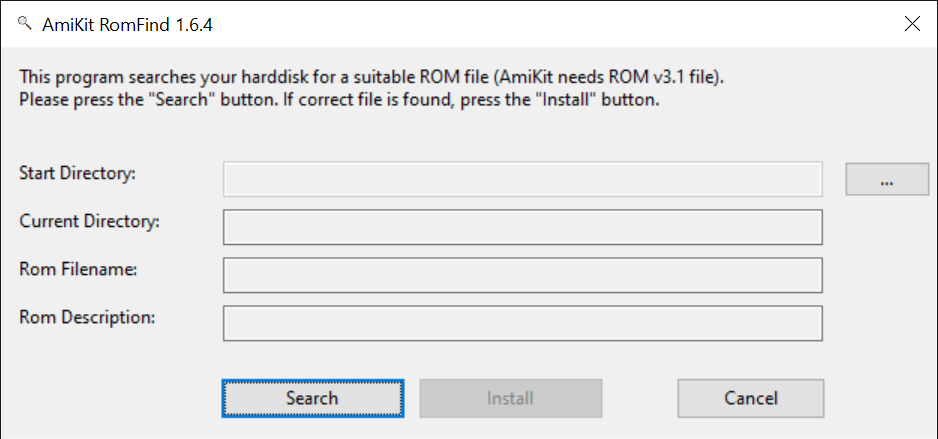 AmiKit RomFind 1.6.4
This program searches your harddisk for a suitable ROM file (AmiKit needs ROM v3.1 file).
Please press the "Search" button. If correct file is found, press the "Install" button.
Start Directory:
...
Current Directory:
Rom Filename:
Rom Description:
Search Install Cancel